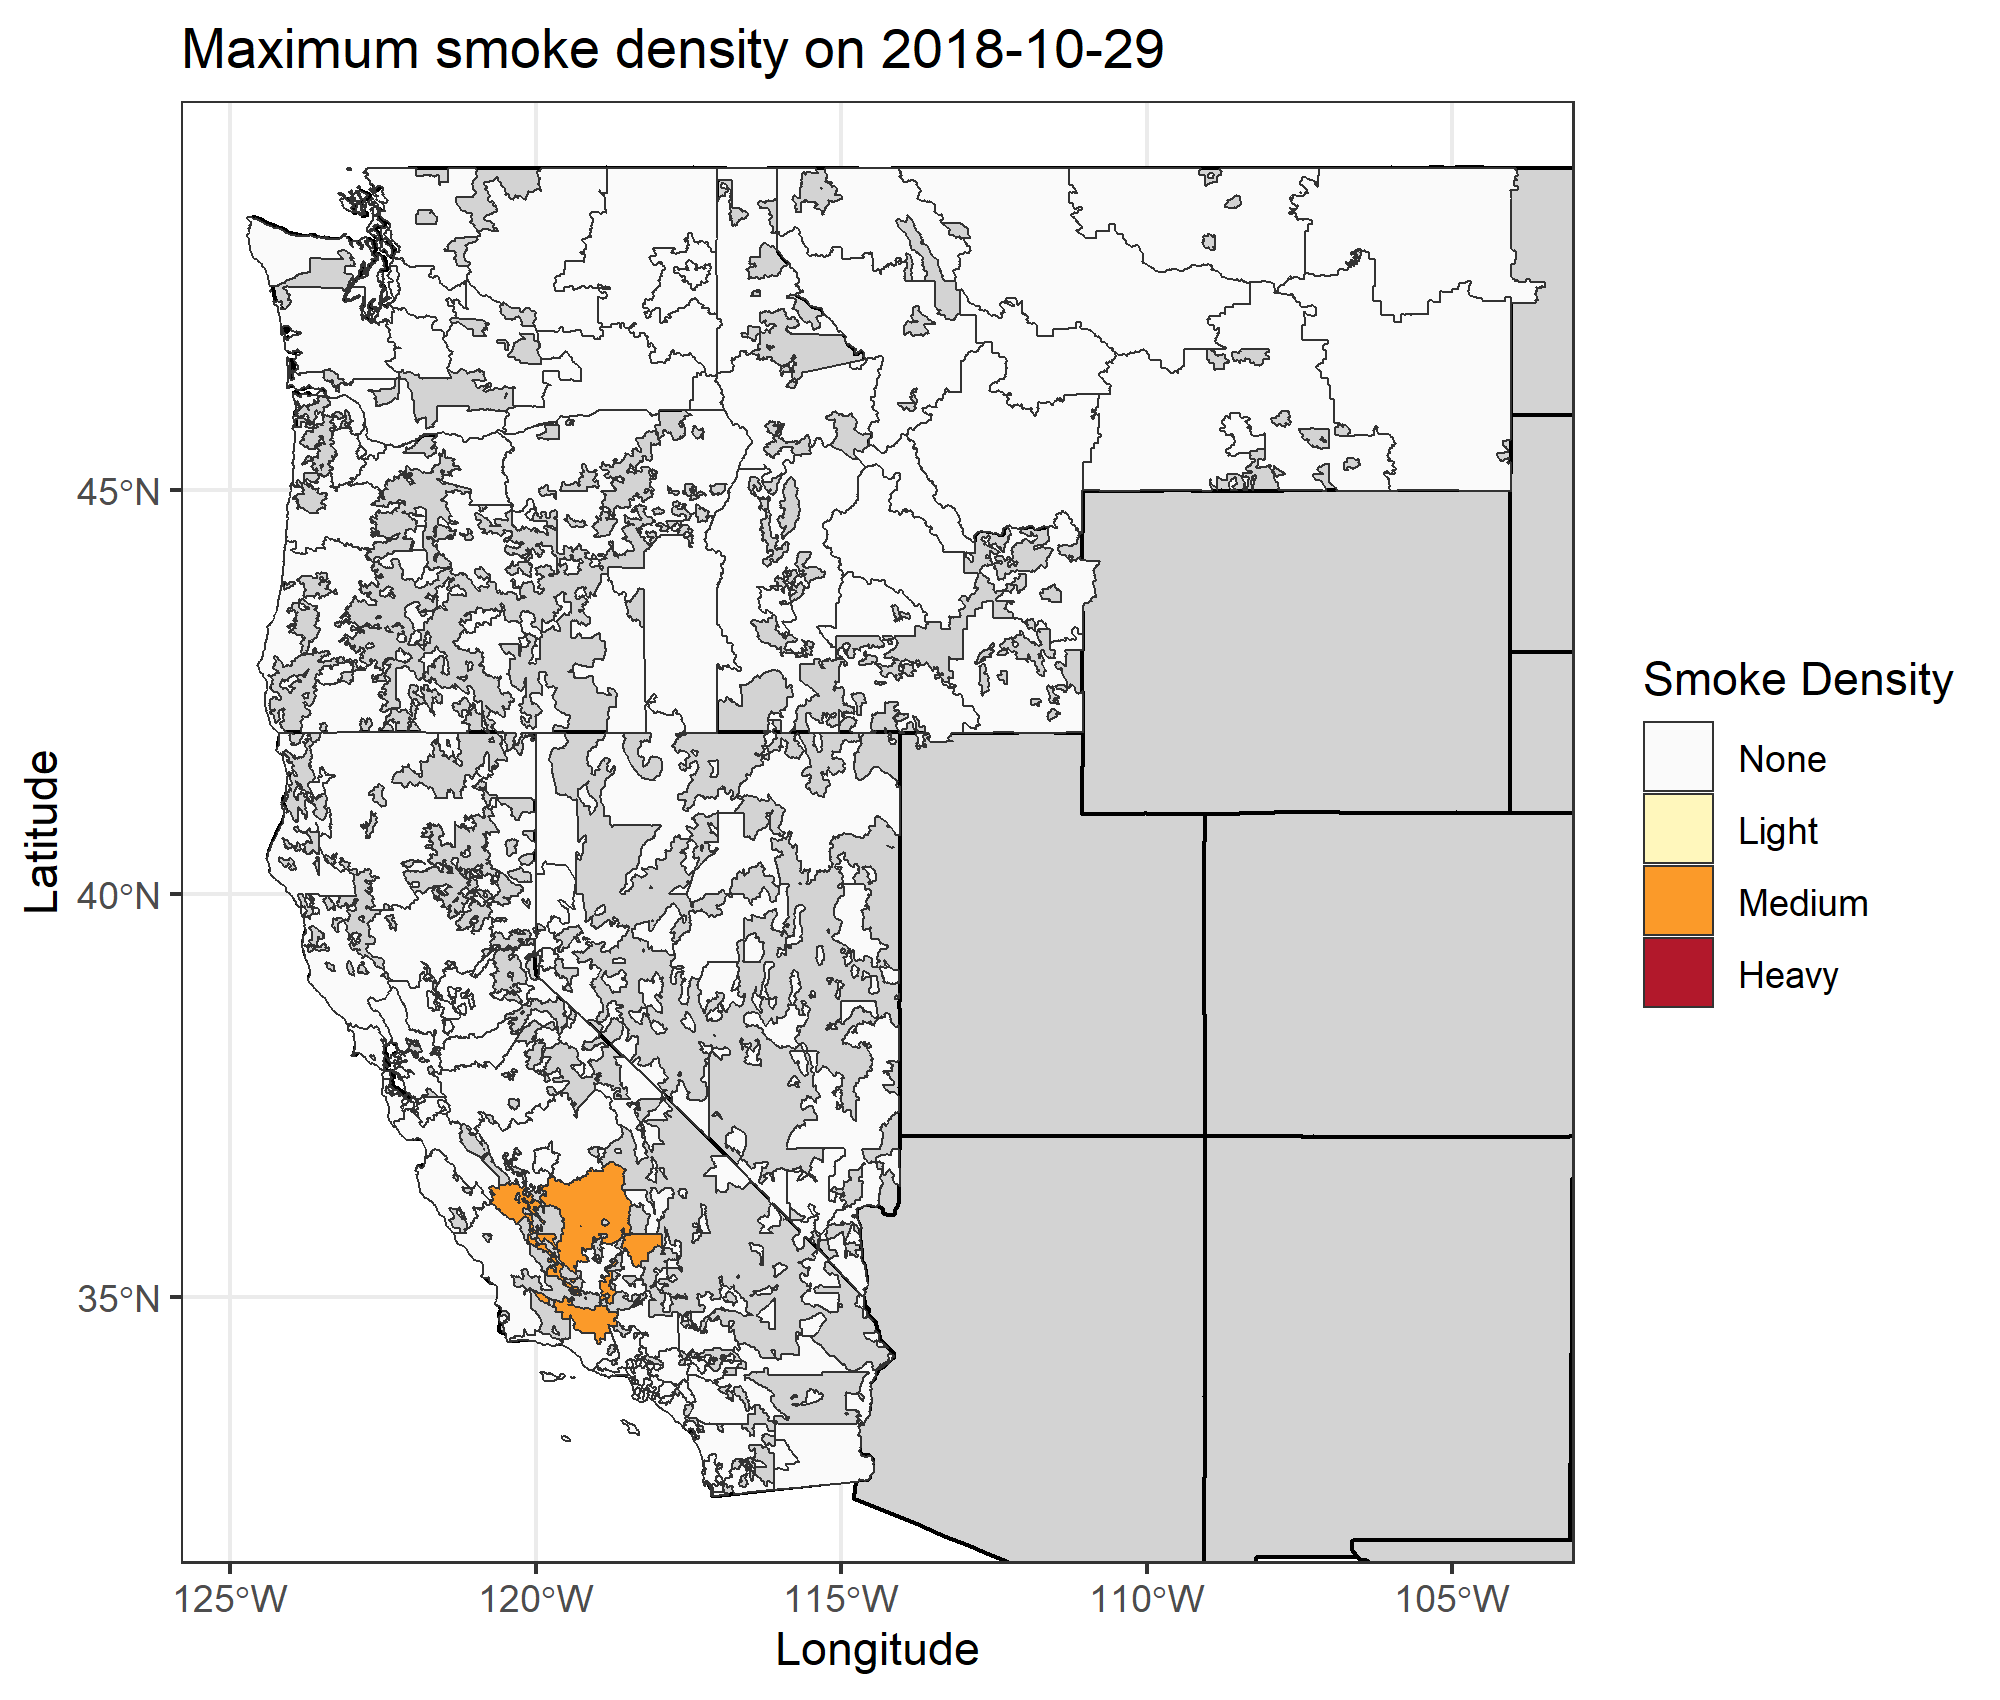 Maximum smoke density on 2018-10-29
45°N
40°N
35°N
Latitude
125°W
120°W
115°W
110°W
105°W
Longitude
Smoke Density
None
Light
Medium
Heavy